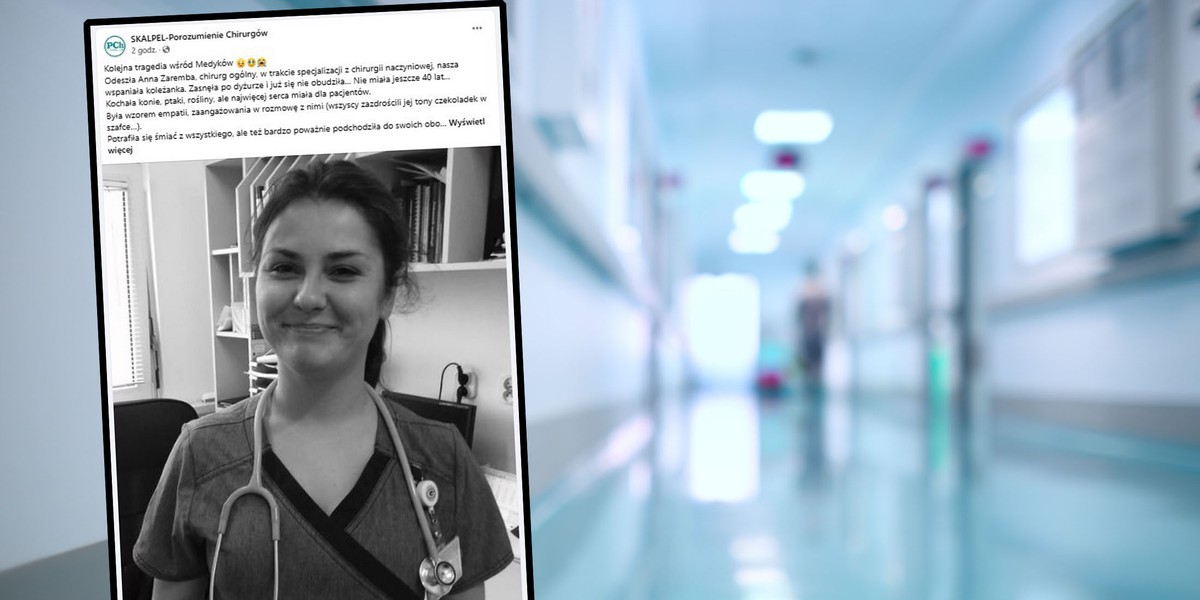 PCh
SKALPEL-Porozumienie Chirurgów
2 godz.
Kolejna tragedia wśród Medyków
Odeszła Anna Zaremba, chirurg ogólny, w trakcie specjalizacji z chirurgii naczyniowej, nasza
wspaniała koleżanka. Zasnęła po dyżurze i już się nie obudziła... Nie miała jeszcze 40 lat...
Kochała konie, ptaki, rośliny, ale najwięcej serca miała dla pacjentów.
Była wzorem empatii, zaangażowania w rozmowę z nimi (wszyscy zazdrościli jej tony czekoladek w
szafce...).
Potrafiła się śmiać z wszystkiego, ale też bardzo poważnie podchodziła do swoich obo... Wyświetl
więcej